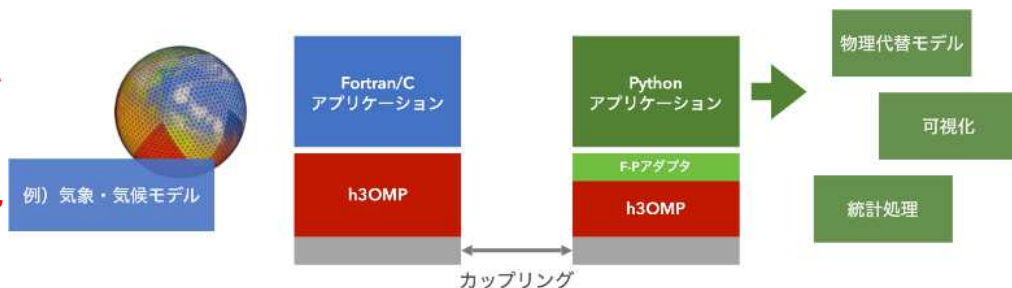 例）気象・気候モデル
Fortran/C
アプリケーション
h3OMP
カップリング
Python
アプリケーション
F-Pアダプタ
h3OMP
物理代替モデル
可視化
統計処理